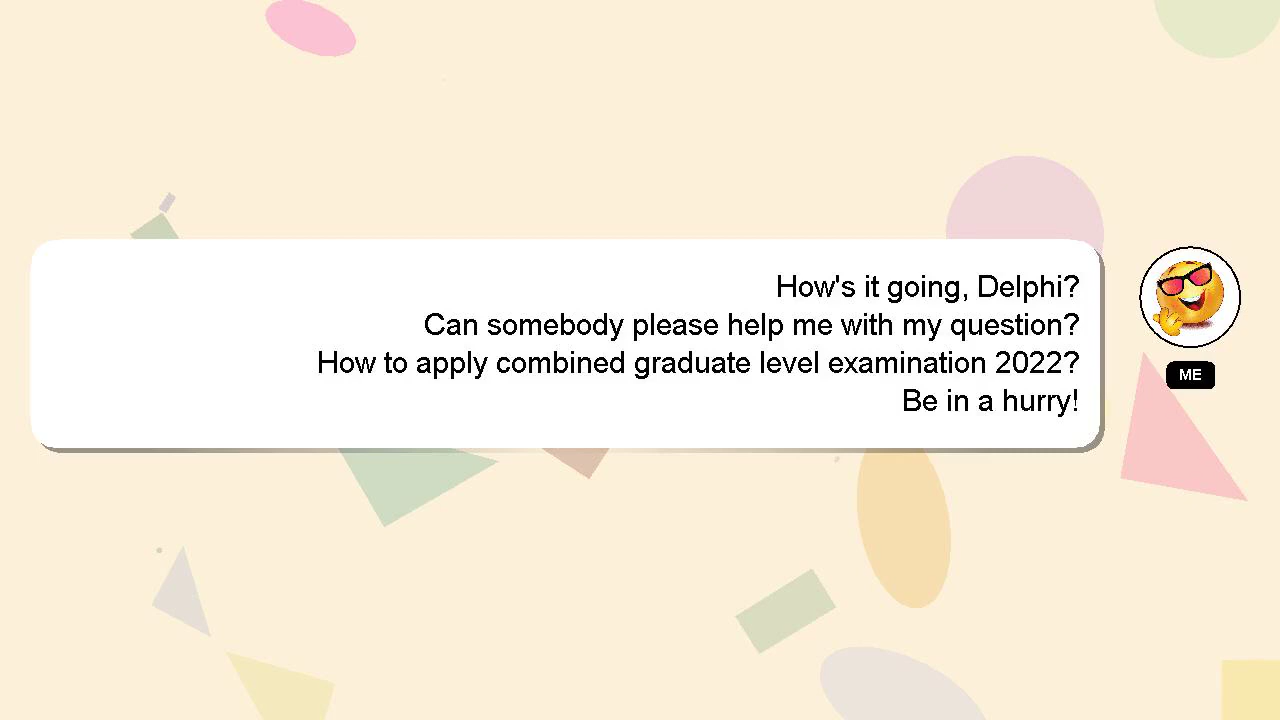 How's it going, Delphi?
Can somebody please help me with my question?
How to apply combined graduate level examination 2022?
Be in a hurry!
ME